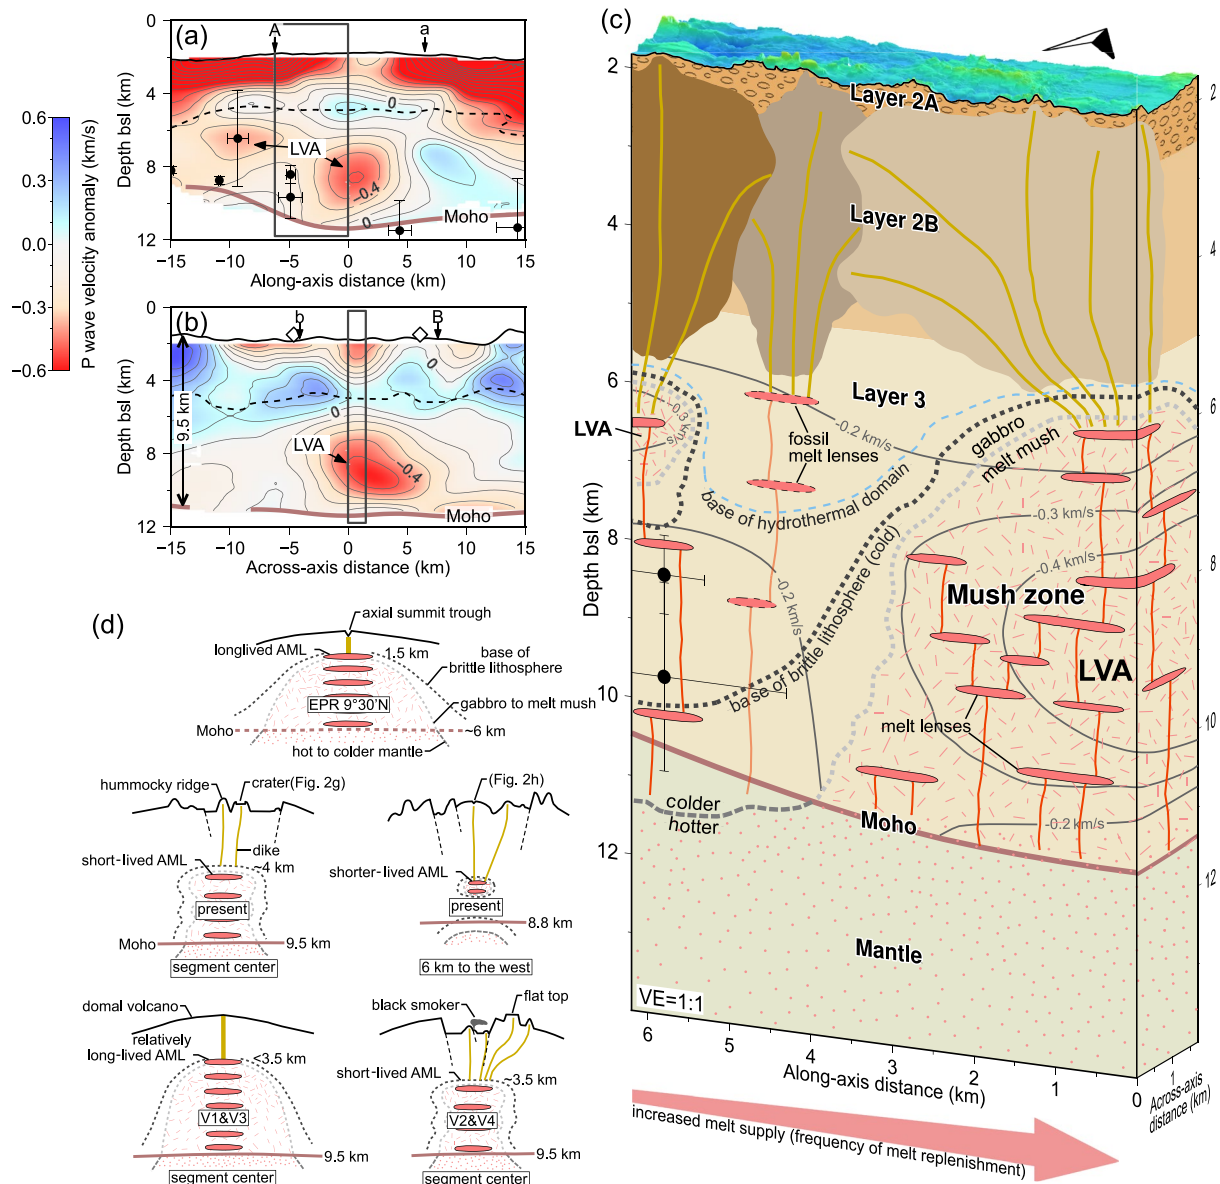 (a)
A
a
0
4
8
12
Depth bsl (km)
0
LVA
−0.4
0
Moho
−15
−10
−5
0
5
10
15
Along-axis distance (km)
0.6
0.3
0.0
−0.3
−0.6
P wave velocity anomaly (km/s)
(b)
b
B
0
4
8
12
Depth bsl (km)
9.5 km
0
0
LVA
−0.4
Moho
−15
−10
−5
0
5
10
15
Across-axis distance (km)
(c)
2
4
6
8
10
12
Depth bsl (km)
2
4
6
8
10
12
Layer 2A
Layer 2B
Layer 3
-0.2 km/s
-0.3
km/s
LVA
fossil
melt lenses
gabbro
melt mush
base of hydrothermal domain
base of brittle lithosphere (cold)
-0.2 km/s
-0.3 km/s
-0.4 km/s
Mush zone
LVA
melt lenses
colder
hotter
Moho
-0.2 km/s
Mantle
VE=1:1
6
5
4
3
2
1
0
Along-axis distance (km)
1
Across-axis
distance (km)
increased melt supply (frequency of melt replenishment)
(d)
axial summit trough
longlived AML
1.5 km
base of
brittle lithosphere
EPR 9°30'N
gabbro to melt mush
Moho
~6 km
hot to colder mantle
hummocky ridge
crater(Fig. 2g)
dike
short-lived AML
~4 km
present
Moho
9.5 km
segment center
(Fig. 2h)
shorter-lived AML
present
8.8 km
6 km to the west
domal volcano
relatively
long-lived AML
<3.5 km
V1&V3
9.5 km
segment center
black smoker
flat top
short-lived AML
~3.5 km
V2&V4
9.5 km
segment center